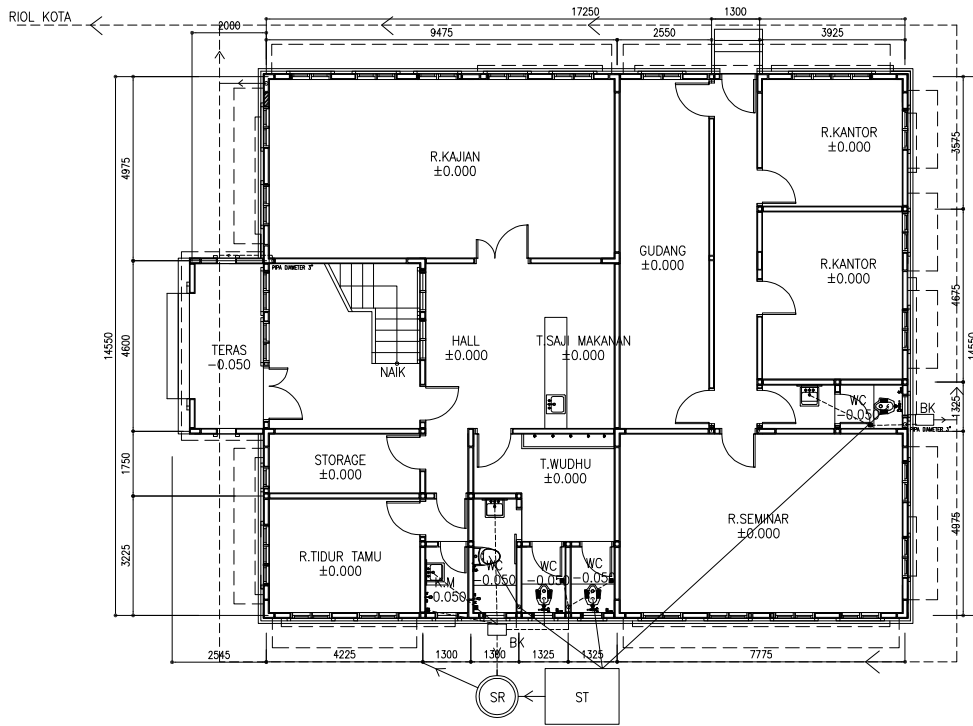 RIOL KOTA
17250
2000
9475
2550
1300
3925
R.KAJIAN
±0.000
R.KANTOR
±0.000
4975
3575
GUDANG
±0.000
R.KANTOR
±0.000
PIPA DIAMETER 3"
4675
14550
4600
TERAS
-0.050
HALL
±0.000
T.SAJI MAKANAN
±0.000
14550
NAIK
WC
-0.050
BK
1325
PIPA DIAMETER 3"
1750
STORAGE
±0.000
T.WUDHU
±0.000
R.SEMINAR
±0.000
4975
3225
R.TIDUR TAMU
±0.000
K.M
-0.050
WC
-0.050
WC
-0.050
WC
-0.050
BK
2545
4225
1300
1300
1325
1325
7775
SR
ST